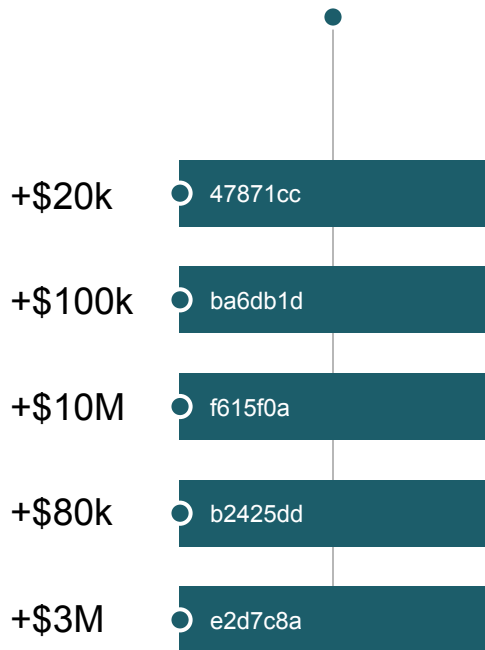 +$20k 47871cc
+$100k ba6db1d
+$10M f615f0a
+$80k b2425dd
+$3M e2d7c8a